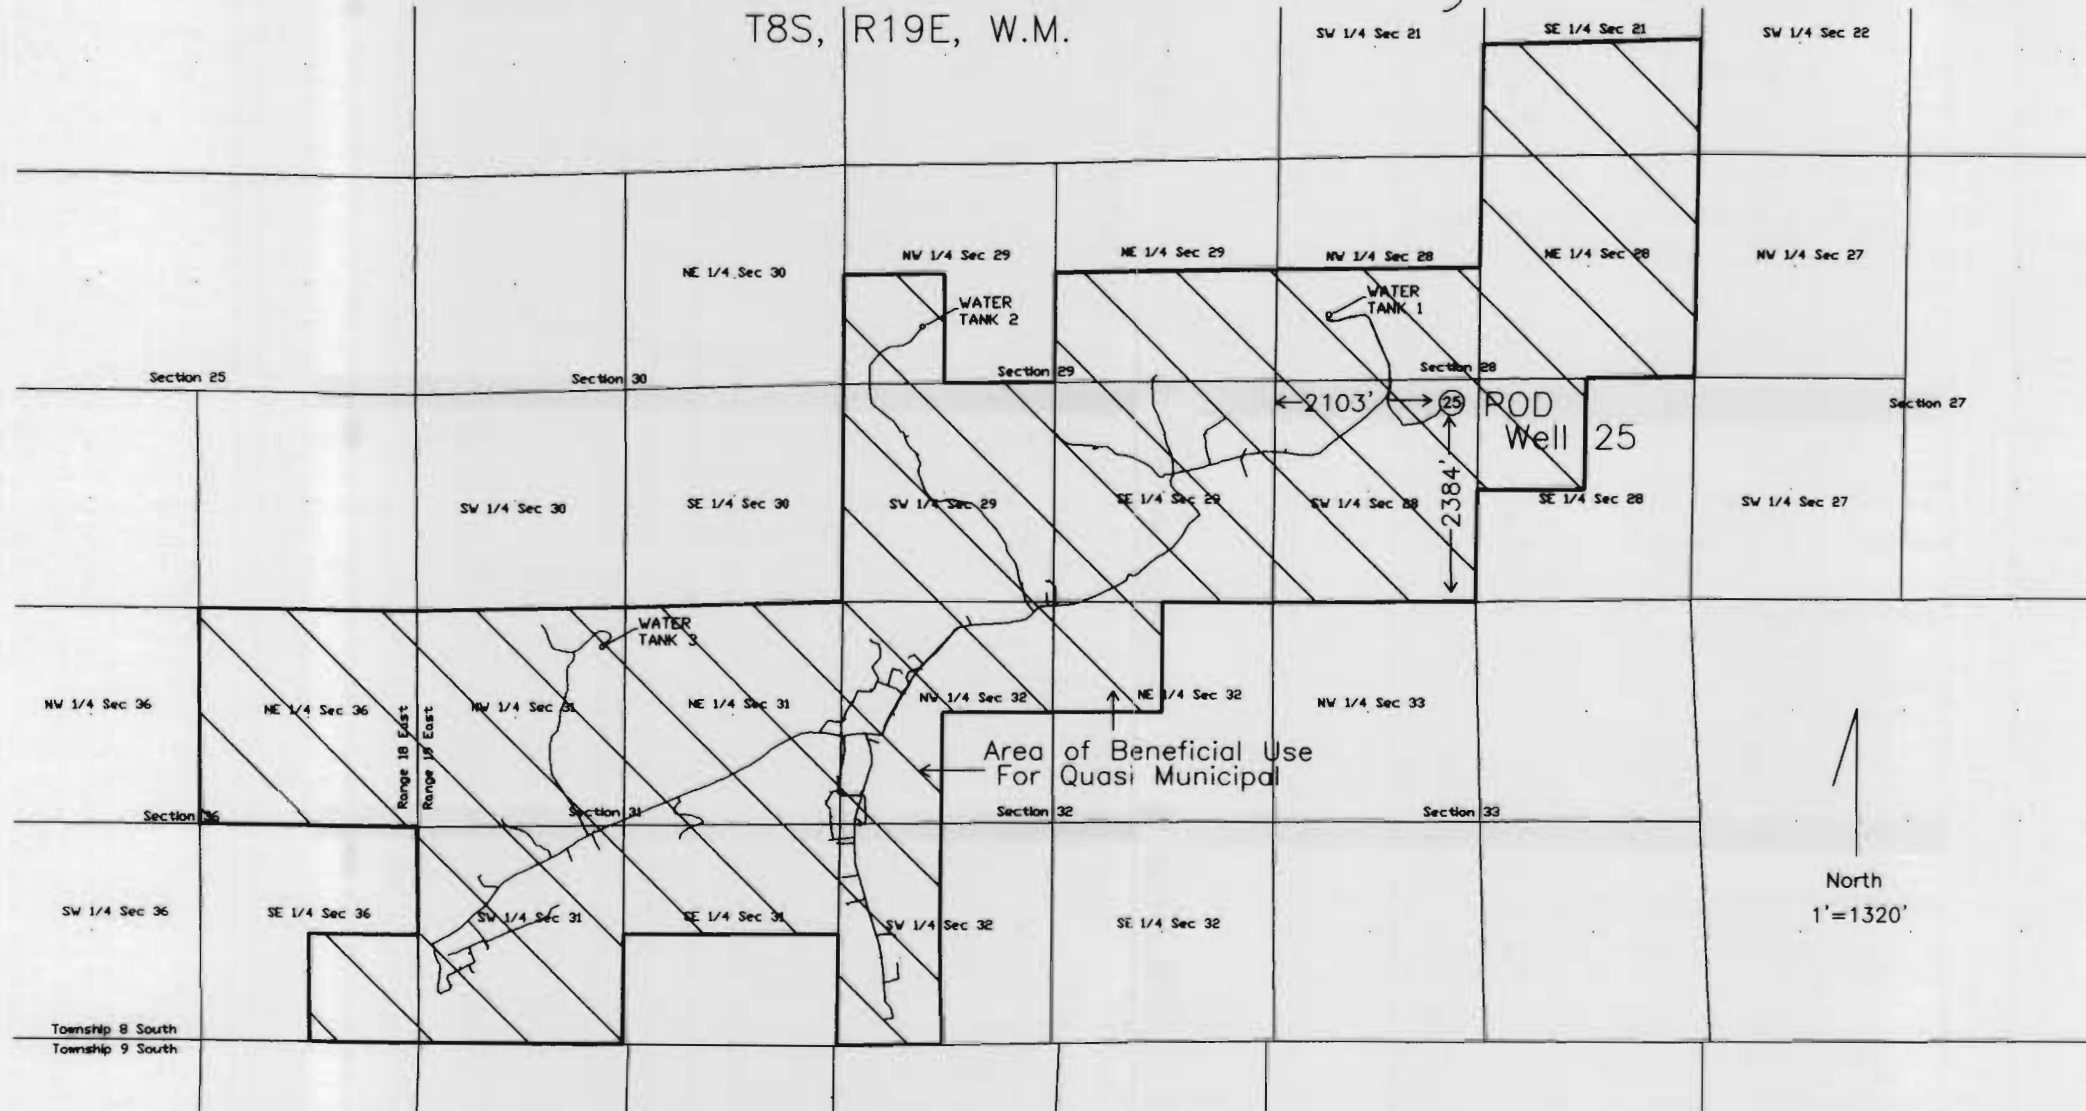 T8S, R19E, W.M.
SW 1/4 Sec 21
SE 1/4 Sec 21
SW 1/4 Sec 22
NE 1/4 Sec 30
NW 1/4 Sec 29
NE 1/4 Sec 29
NW 1/4 Sec 28
NE 1/4 Sec 28
NW 1/4 Sec 27
WATER
TANK 2
WATER
TANK 1
Section 25
Section 30
Section 29
Section 28
Section 27
2103'
25
POD
Well 25
2384'
SW 1/4 Sec 30
SE 1/4 Sec 30
SW 1/4 Sec 29
SE 1/4 Sec 29
SW 1/4 Sec 28
SE 1/4 Sec 28
SW 1/4 Sec 27
WATER
TANK 3
NW 1/4 Sec 36
NE 1/4 Sec 36
Range 18 East
Range 19 East
NW 1/4 Sec 31
NE 1/4 Sec 31
NW 1/4 Sec 32
NE 1/4 Sec 32
NW 1/4 Sec 33
Area of Beneficial Use
For Quasi Municipal
Section 36
Section 31
Section 32
Section 33
North
1'=1320'
SW 1/4 Sec 36
SE 1/4 Sec 36
SW 1/4 Sec 31
SE 1/4 Sec 31
SW 1/4 Sec 32
SE 1/4 Sec 32
Township 8 South
Township 9 South